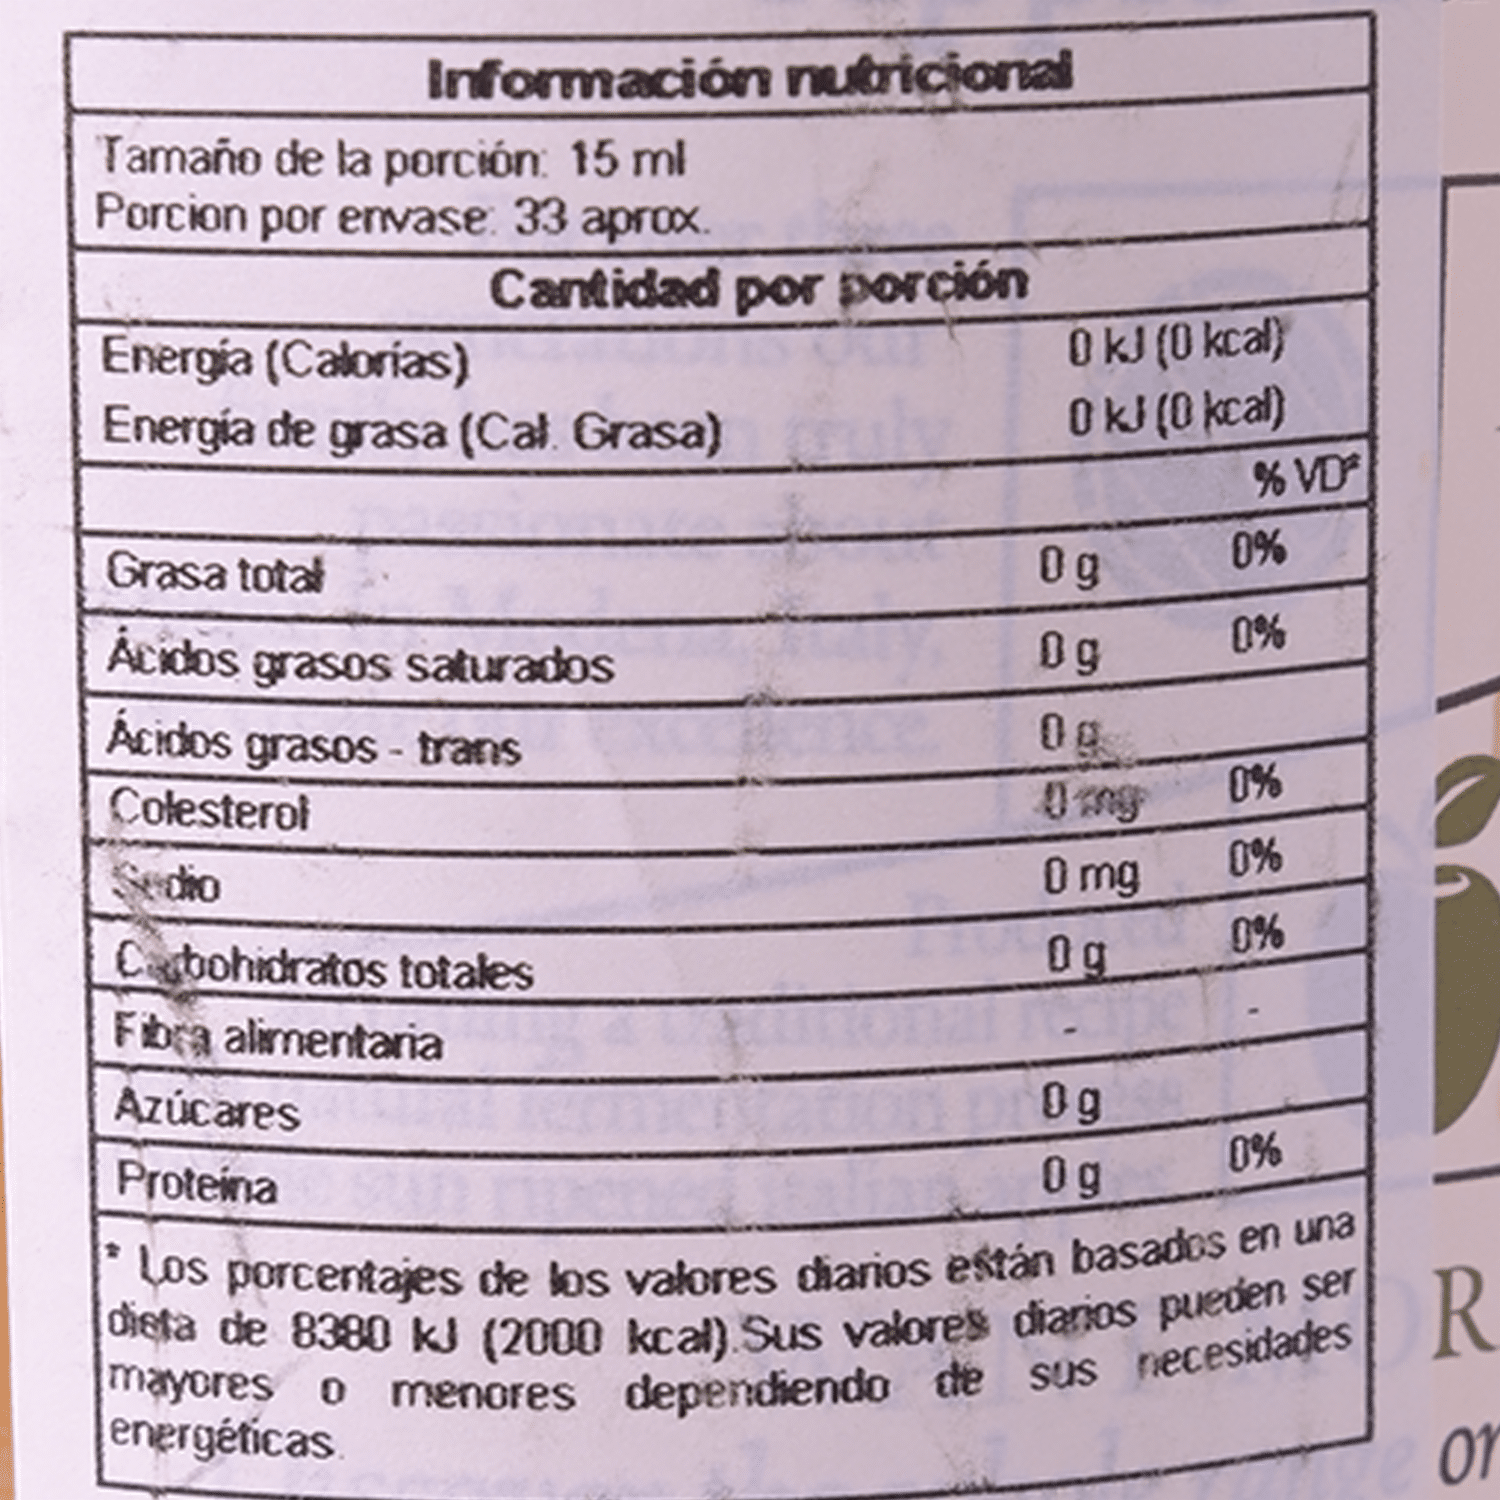 Información nutricional
Tamaño de la porción: 15 ml
Porcion por envase: 33 aprox.
Cantidad por porción
Energía (Calorías) 0 kJ (0 kcal)
Energía de grasa (Cal. Grasa) 0 kJ (0 kcal)
% VD*
Grasa total 0 g 0%
Ácidos grasos saturados 0 g 0%
Ácidos grasos - trans 0 g
Colesterol 0 mg 0%
Sodio 0 mg 0%
Carbohidratos totales 0 g 0%
Fibra alimentaria - -
Azúcares 0 g
Proteína 0 g 0%
* Los porcentajes de los valores diarios están basados en una
dieta de 8380 kJ (2000 kcal).Sus valores diarios pueden ser
mayores o menores dependiendo de sus necesidades
energéticas.
R
or